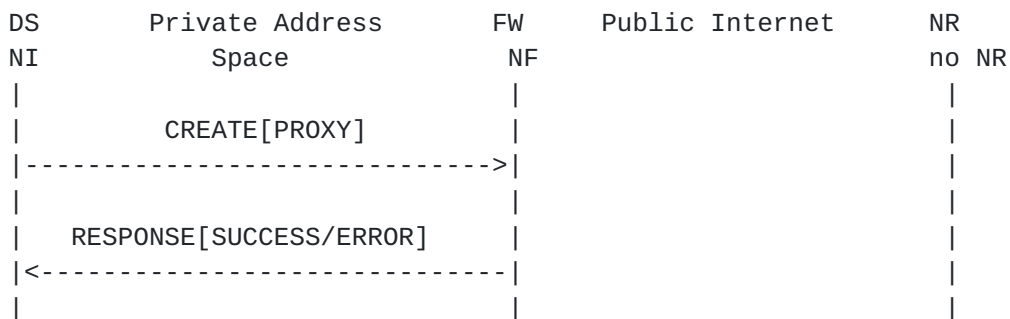 DS       Private Address       FW     Public Internet      NR
NI             Space              NF                         no NR
|                               |                            |
|         CREATE[PROXY]         |                            |
|------------------------------>|                            |
|                               |                            |
|   RESPONSE[SUCCESS/ERROR]     |                            |
|<------------------------------|                            |
|                               |                            |